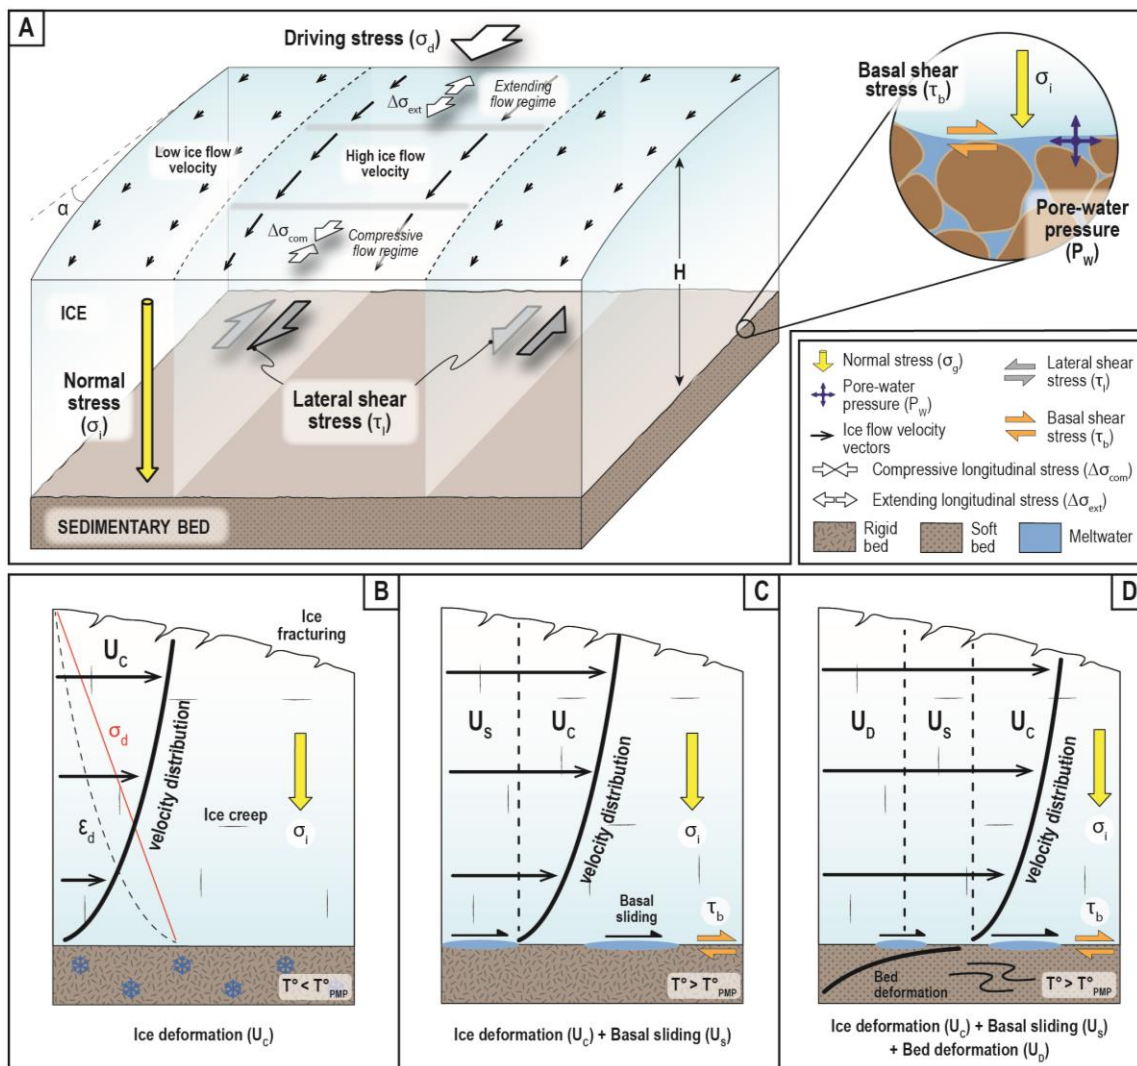 A
Driving stress (σd)
Δσext
Extending
flow regime
Low ice flow
velocity
High ice flow
velocity
α
Δσcom
Compressive
flow regime
H
ICE
Normal
stress
(σi)
Lateral shear
stress (τl)
SEDIMENTARY BED
Basal shear
stress (τb)
σi
Pore-water
pressure
(PW)
Normal stress (σg)
Pore-water
pressure (PW)
Ice flow velocity
vectors
Lateral shear
stress (τl)
Basal shear
stress (τb)
Compressive longitudinal stress (Δσcom)
Extending longitudinal stress (Δσext)
Rigid
bed
Soft
bed
Meltwater
B
Ice
fracturing
UC
σd
εd
velocity distribution
Ice creep
σi
T° < T°PMP
Ice deformation (UC)
C
US
UC
velocity distribution
σi
Basal
sliding
τb
T° > T°PMP
Ice deformation (UC) + Basal sliding (US)
D
UD
US
UC
velocity distribution
σi
τb
Bed
deformation
T° > T°PMP
Ice deformation (UC) + Basal sliding (US)
+ Bed deformation (UD)